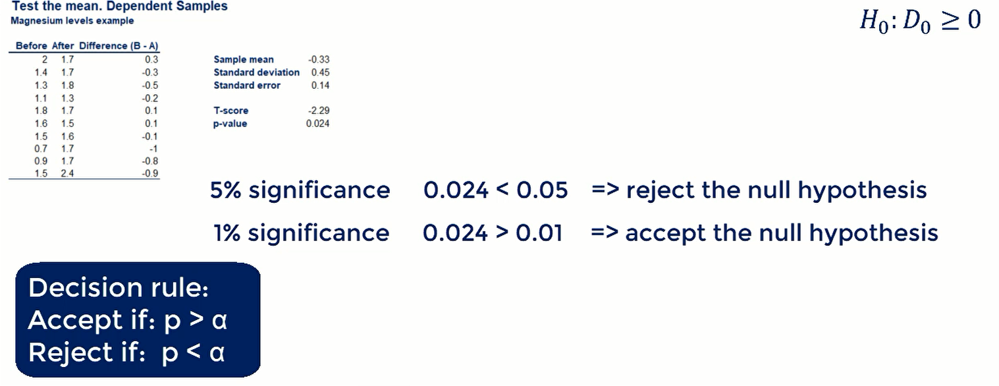 Test the mean. Dependent Samples
Magnesium levels example
H₀: D₀ ≥ 0
Before After Difference (B - A)
2 1.7 0.3
1.4 1.7 -0.3
1.3 1.8 -0.5
1.1 1.3 -0.2
1.8 1.7 0.1
1.6 1.5 0.1
1.5 1.6 -0.1
0.7 1.7 -1
0.9 1.7 -0.8
1.5 2.4 -0.9
Sample mean -0.33
Standard deviation 0.45
Standard error 0.14
T-score -2.29
p-value 0.024
5% significance 0.024 < 0.05 => reject the null hypothesis
1% significance 0.024 > 0.01 => accept the null hypothesis
Decision rule:
Accept if: p > α
Reject if: p < α